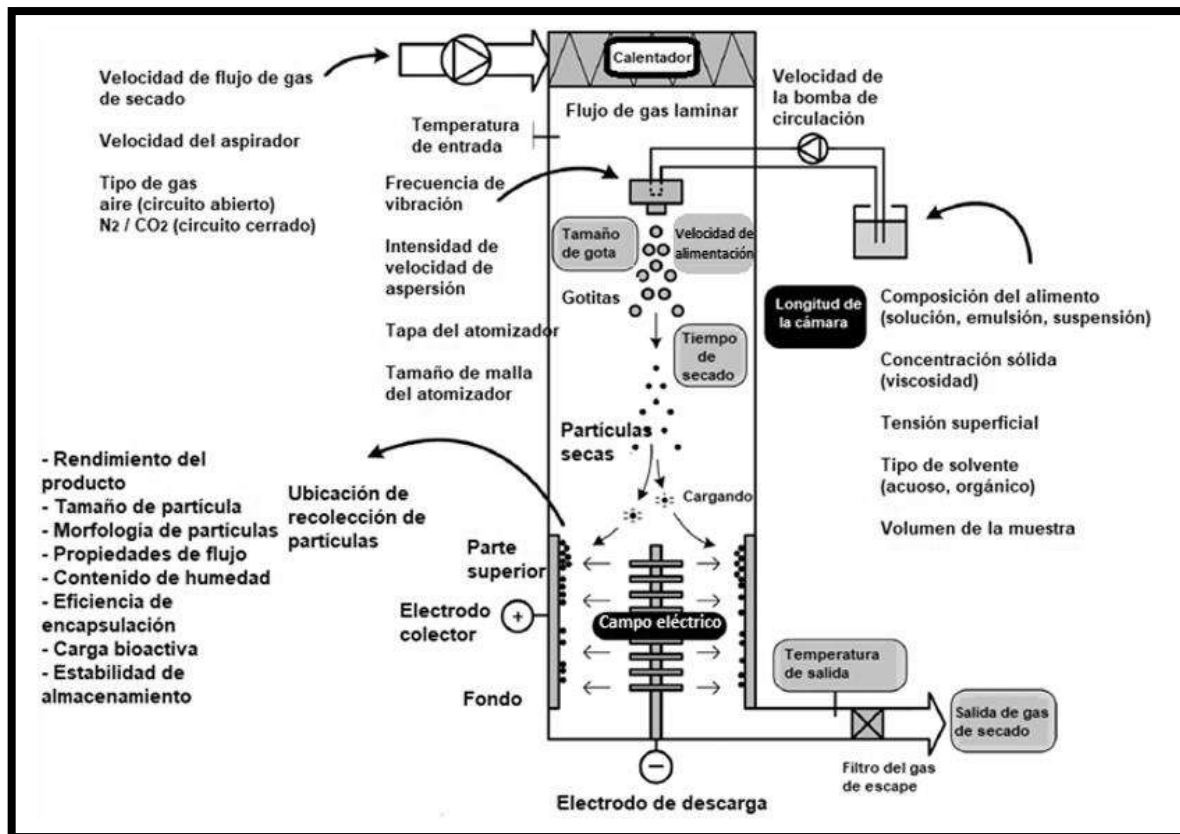 Velocidad de flujo de gas
de secado
Velocidad del aspirador
Tipo de gas
aire (circuito abierto)
N2 / CO2 (circuito cerrado)
Calentador
Flujo de gas laminar
Temperatura
de entrada
Velocidad de
la bomba de
circulación
Frecuencia de
vibración
Intensidad de
velocidad de
aspersión
Tapa del atomizador
Tamaño de malla
del atomizador
Tamaño
de gota
Velocidad de
alimentación
Gotitas
Tiempo
de
secado
Longitud de
la cámara
Composición del alimento
(solución, emulsión, suspensión)
Concentración sólida
(viscosidad)
Tensión superficial
Tipo de solvente
(acuoso, orgánico)
Volumen de la muestra
Partículas
secas
Cargando
- Rendimiento del
producto
- Tamaño de partícula
- Morfología de partículas
- Propiedades de flujo
- Contenido de humedad
- Eficiencia de
encapsulación
- Carga bioactiva
- Estabilidad de
almacenamiento
Ubicación de
recolección de
partículas
Parte
superior
Electrodo
colector
+
Campo eléctrico
Fondo
Temperatura
de salida
Salida de gas
de secado
Filtro del gas
de escape
−
Electrodo de descarga